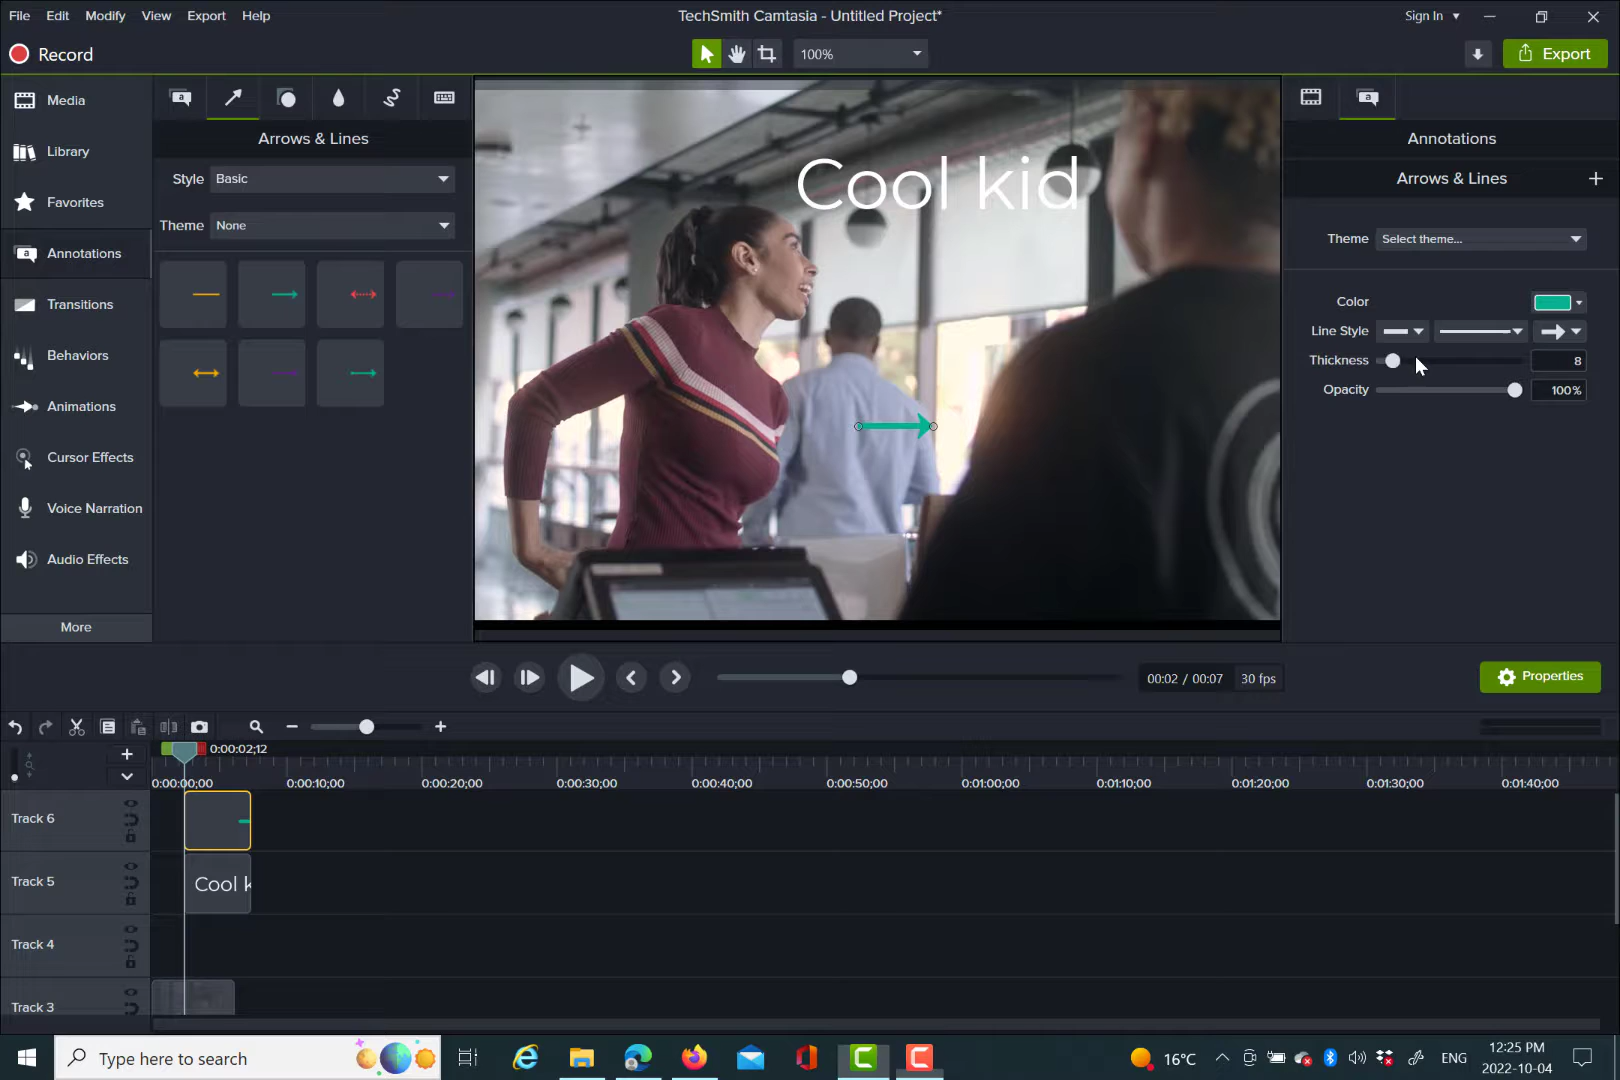 File Edit Modify View Export Help
TechSmith Camtasia - Untitled Project*
Sign In
Record
100%
Export
Media
Library
Favorites
Annotations
Transitions
Behaviors
Animations
Cursor Effects
Voice Narration
Audio Effects
More
Arrows & Lines
Style Basic
Theme None
Cool kid
Annotations
Arrows & Lines
Theme Select theme...
Color
Line Style
Thickness 8
Opacity 100%
00:02 / 00:07 30 fps
Properties
0:00:02;12
0:00:00;00 0:00:10;00 0:00:20;00 0:00:30;00 0:00:40;00 0:00:50;00 0:01:00;00 0:01:10;00 0:01:20;00 0:01:30;00 0:01:40;00
Track 6
Track 5
Cool k
Track 4
Track 3
Type here to search
16°C
ENG
12:25 PM
2022-10-04